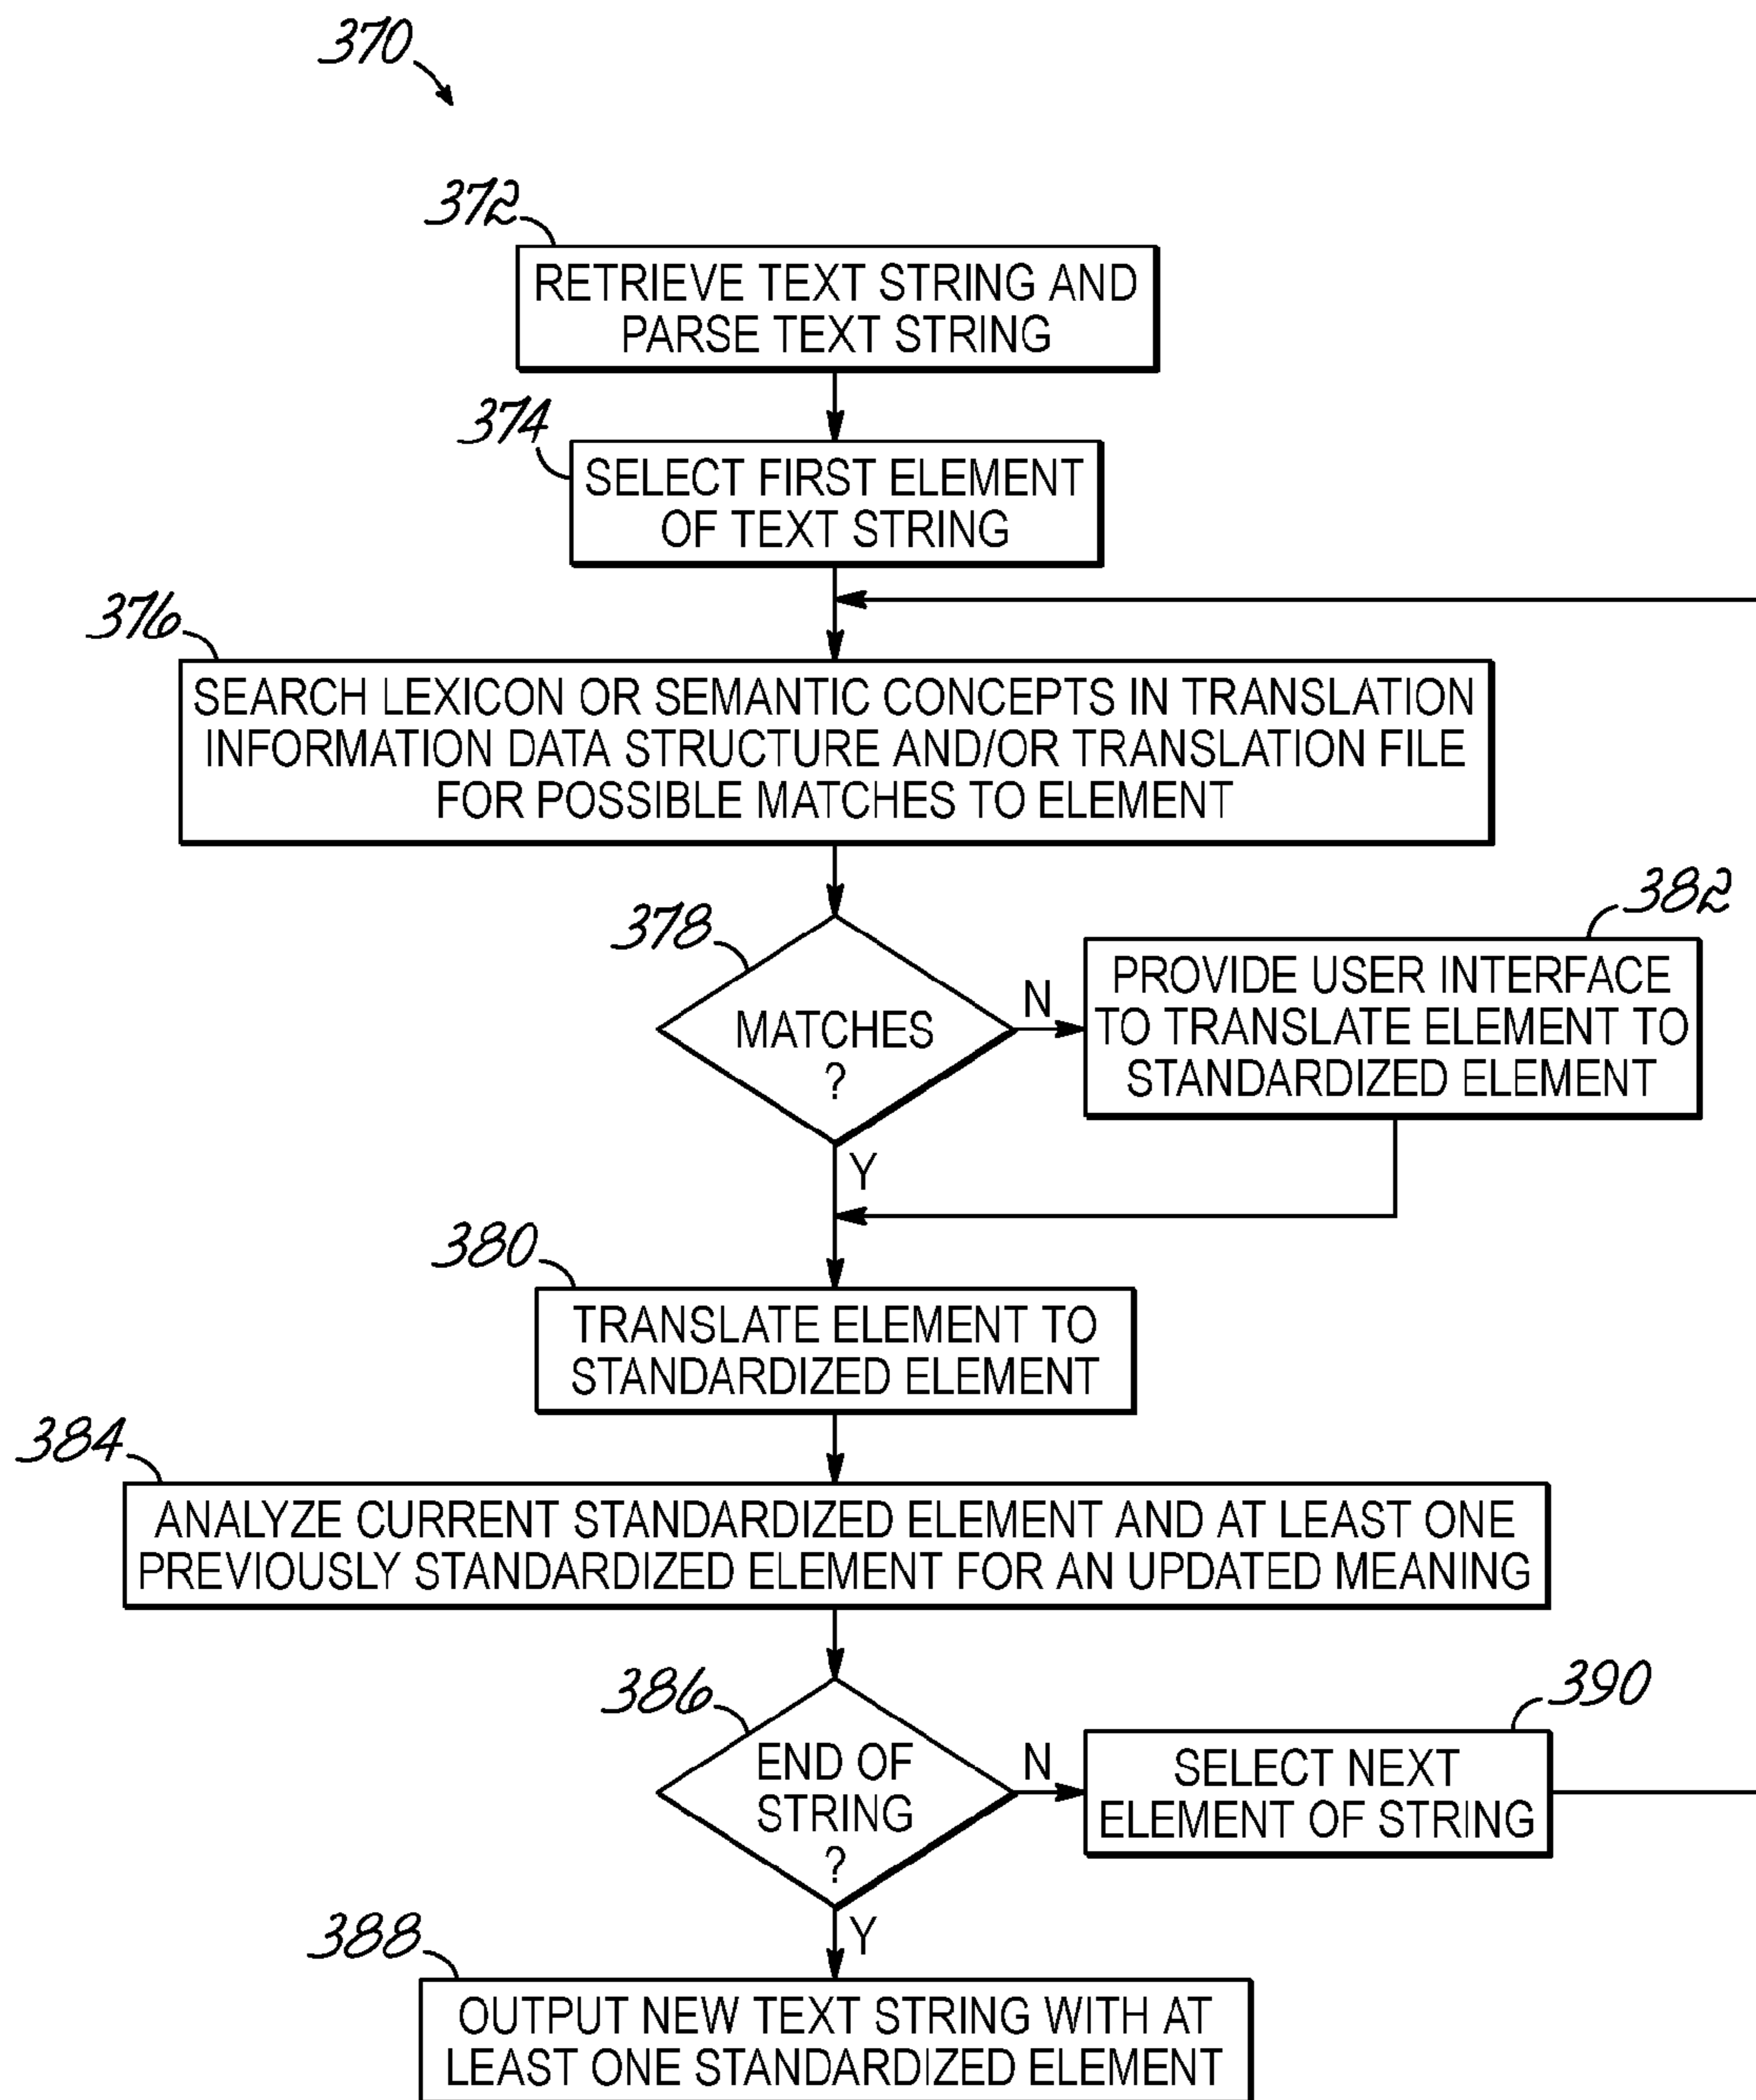 370
372
RETRIEVE TEXT STRING AND
PARSE TEXT STRING
374
SELECT FIRST ELEMENT
OF TEXT STRING
376
SEARCH LEXICON OR SEMANTIC CONCEPTS IN TRANSLATION
INFORMATION DATA STRUCTURE AND/OR TRANSLATION FILE
FOR POSSIBLE MATCHES TO ELEMENT
378
MATCHES
?
N
382
PROVIDE USER INTERFACE
TO TRANSLATE ELEMENT TO
STANDARDIZED ELEMENT
Y
380
TRANSLATE ELEMENT TO
STANDARDIZED ELEMENT
384
ANALYZE CURRENT STANDARDIZED ELEMENT AND AT LEAST ONE
PREVIOUSLY STANDARDIZED ELEMENT FOR AN UPDATED MEANING
386
END OF
STRING
?
N
390
SELECT NEXT
ELEMENT OF STRING
Y
388
OUTPUT NEW TEXT STRING WITH AT
LEAST ONE STANDARDIZED ELEMENT